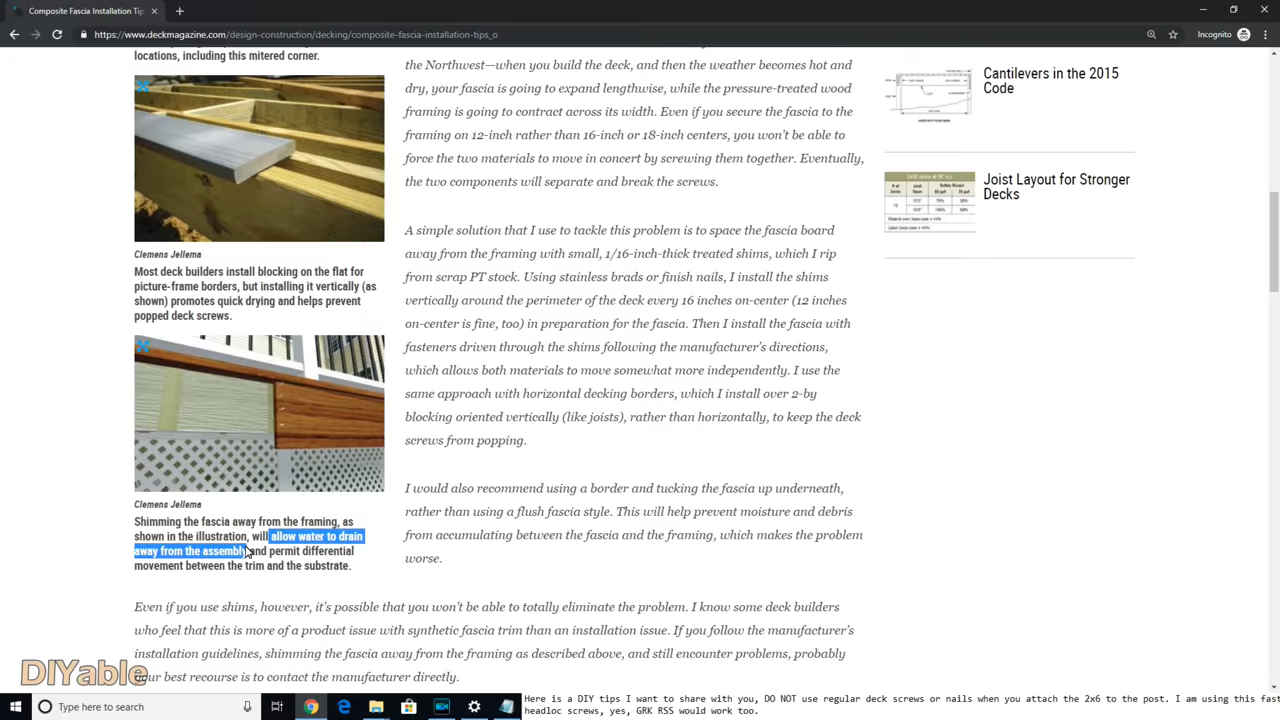 Composite Fascia Installation Tip
https://www.deckmagazine.com/design-construction/decking/composite-fascia-installation-tips_o
Incognito
locations, including this mitered corner.
Clemens Jellema
Most deck builders install blocking on the flat for
picture-frame borders, but installing it vertically (as
shown) promotes quick drying and helps prevent
popped deck screws.
Clemens Jellema
Shimming the fascia away from the framing, as
shown in the illustration, will allow water to drain
away from the assembly and permit differential
movement between the trim and the substrate.
the Northeast—when you build the deck, and then the weather becomes hot and
dry, the fascia will expand lengthwise, while the pressure-treated wood
framing will shrink across its width. Even if you secure the fascia to the
framing on 12-inch rather than 16-inch or 18-inch centers, you won't be able to
force the two materials to move in concert by screwing them together. Eventually,
the two components will separate and break the screws.
A simple method that I use to tackle this problem is to space the fascia board
away from the framing with small, 1/16-inch-thick treated shims, which I rip
from scrap PT stock. Using stainless brads or finish nails, I install the shims
vertically around the perimeter of the deck every 16 inches on-center (12 inches
on-center is fine, too) in preparation for the fascia. Then I install the fascia with
fasteners driven through the shims following the manufacturer's directions,
which allows both materials to move somewhat more independently. I use the
same approach with horizontal decking borders, which I install over 2-by
blocking oriented vertically (like joists), rather than horizontally, to keep the deck
screws from popping.
I would also recommend using a border and tucking the fascia up underneath,
rather than using a flush fascia style. This will help prevent moisture and debris
from accumulating between the fascia and the framing, which makes the problem
worse.
Even if you use shims, however, it's possible that you won't be able to totally eliminate the problem. I know some deck builders
who feel that this is more of a product issue with synthetic fascia trim than an installation issue. If you follow the manufacturer's
installation guidelines, shimming the fascia away from the framing as described above, and still encounter problems, probably
your best recourse is to contact the manufacturer directly.
Cantilevers in the 2015
Code
Joist Layout for Stronger
Decks
DIYable
Type here to search
Here is a DIY tips I want to share with you, DO NOT use regular deck screws or nails when you attach the 2x6 to the post. I am using this fas
headloc screws, yes, GRK RSS would work too.